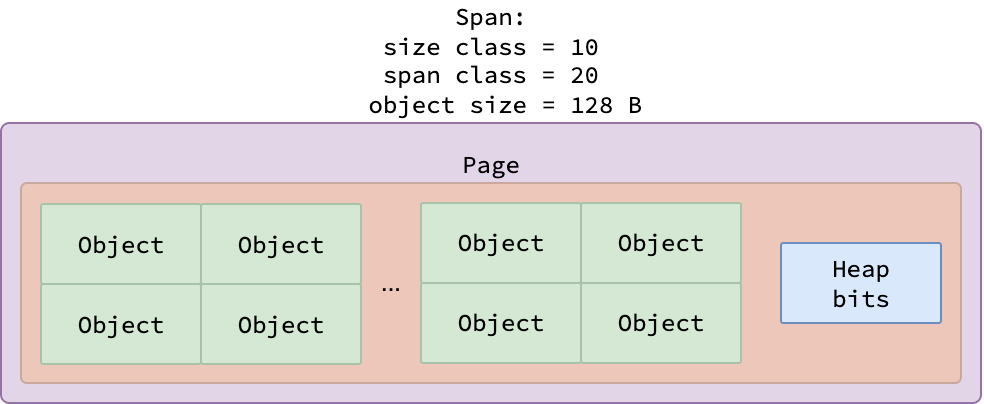 Span:
size class = 10
span class = 20
object size = 128 B
Page
Object Object
Object Object
...
Object Object
Object Object
Heap
bits